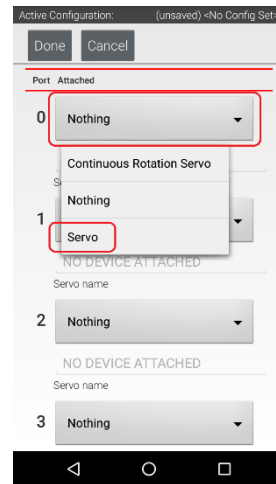 Active Configuration: (unsaved) <No Config Set>
Done Cancel
Port Attached
0 Nothing
Continuous Rotation Servo
Nothing
1
Servo
NO DEVICE ATTACHED
Servo name
2 Nothing
NO DEVICE ATTACHED
Servo name
3 Nothing